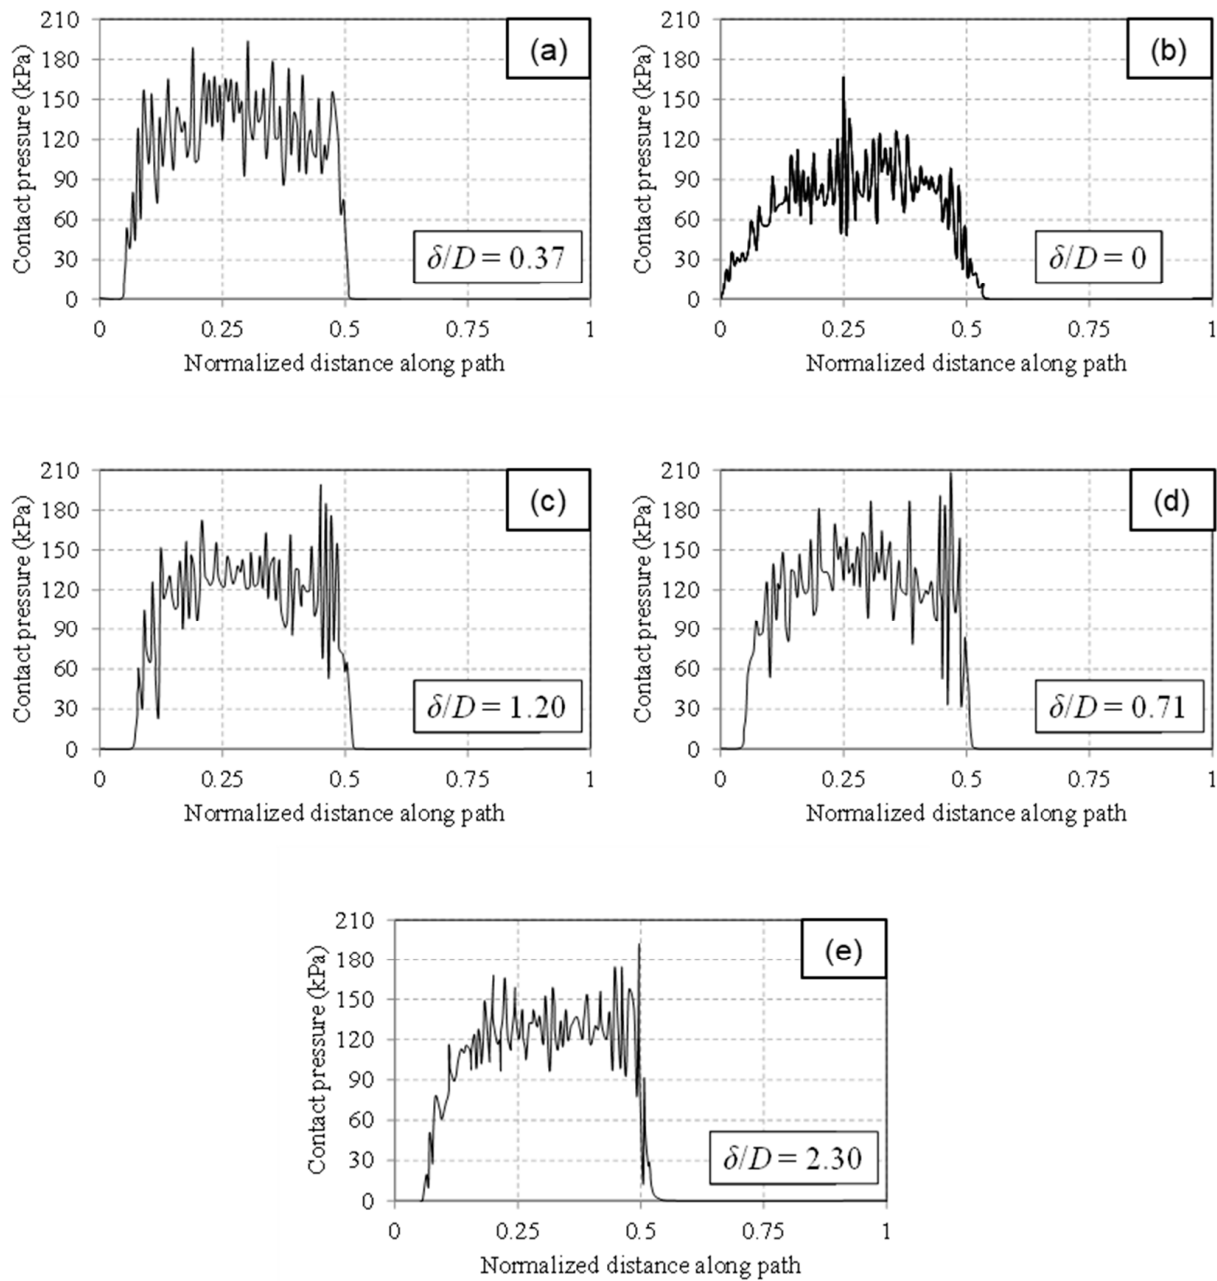 210
180
150
120
90
60
30
0
Contact pressure (kPa)
(a)
δ/D = 0.37
0 0.25 0.5 0.75 1
Normalized distance along path
210
180
150
120
90
60
30
0
Contact pressure (kPa)
(b)
δ/D = 0
0 0.25 0.5 0.75 1
Normalized distance along path
210
180
150
120
90
60
30
0
Contact pressure (kPa)
(c)
δ/D = 1.20
0 0.25 0.5 0.75 1
Normalized distance along path
210
180
150
120
90
60
30
0
Contact pressure (kPa)
(d)
δ/D = 0.71
0 0.25 0.5 0.75 1
Normalized distance along path
210
180
150
120
90
60
30
0
Contact pressure (kPa)
(e)
δ/D = 2.30
0 0.25 0.5 0.75 1
Normalized distance along path